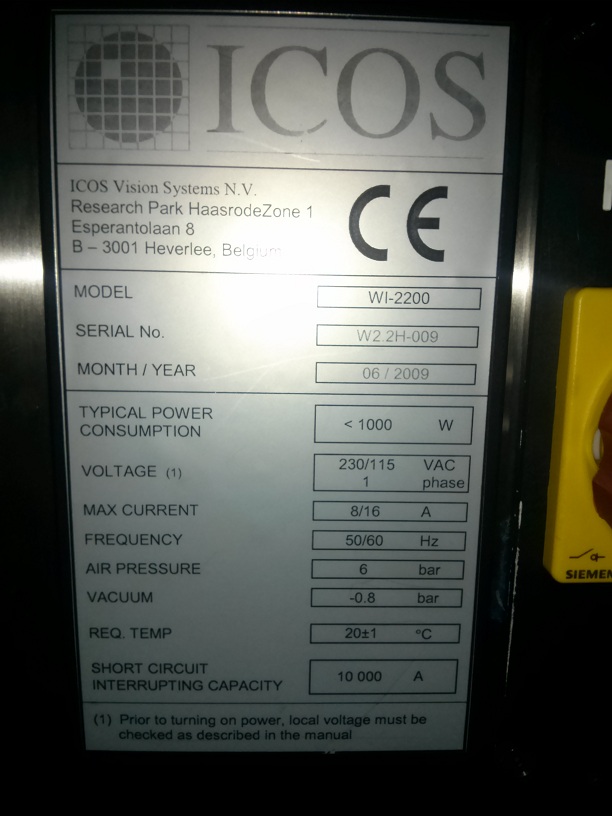 ICOS
ICOS Vision Systems N.V.
Research Park HaasrodeZone 1
Esperantolaan 8
B – 3001 Heverlee, Belgium
CE
MODEL WI-2200
SERIAL No. W2.2H-009
MONTH / YEAR 06 / 2009
TYPICAL POWER
CONSUMPTION < 1000 W
VOLTAGE (1) 230/115 VAC
1 phase
MAX CURRENT 8/16 A
FREQUENCY 50/60 Hz
AIR PRESSURE 6 bar
VACUUM -0.8 bar
REQ. TEMP 20±1 °C
SHORT CIRCUIT
INTERRUPTING CAPACITY 10 000 A
(1) Prior to turning on power, local voltage must be
checked as described in the manual
SIEMEN